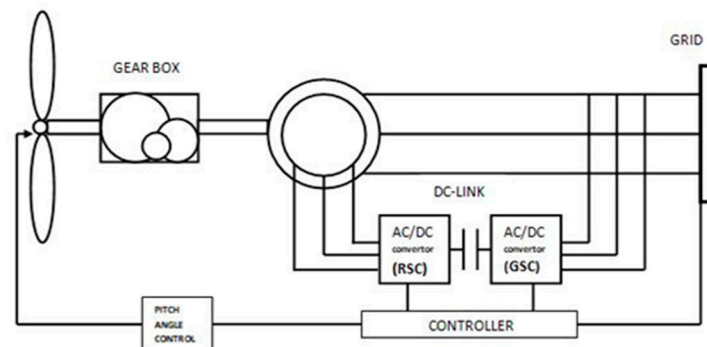 GRID
GEAR BOX
DC-LINK
AC/DC
convertor
(RSC)
AC/DC
convertor
(GSC)
PITCH
ANGLE
CONTROL
CONTROLLER